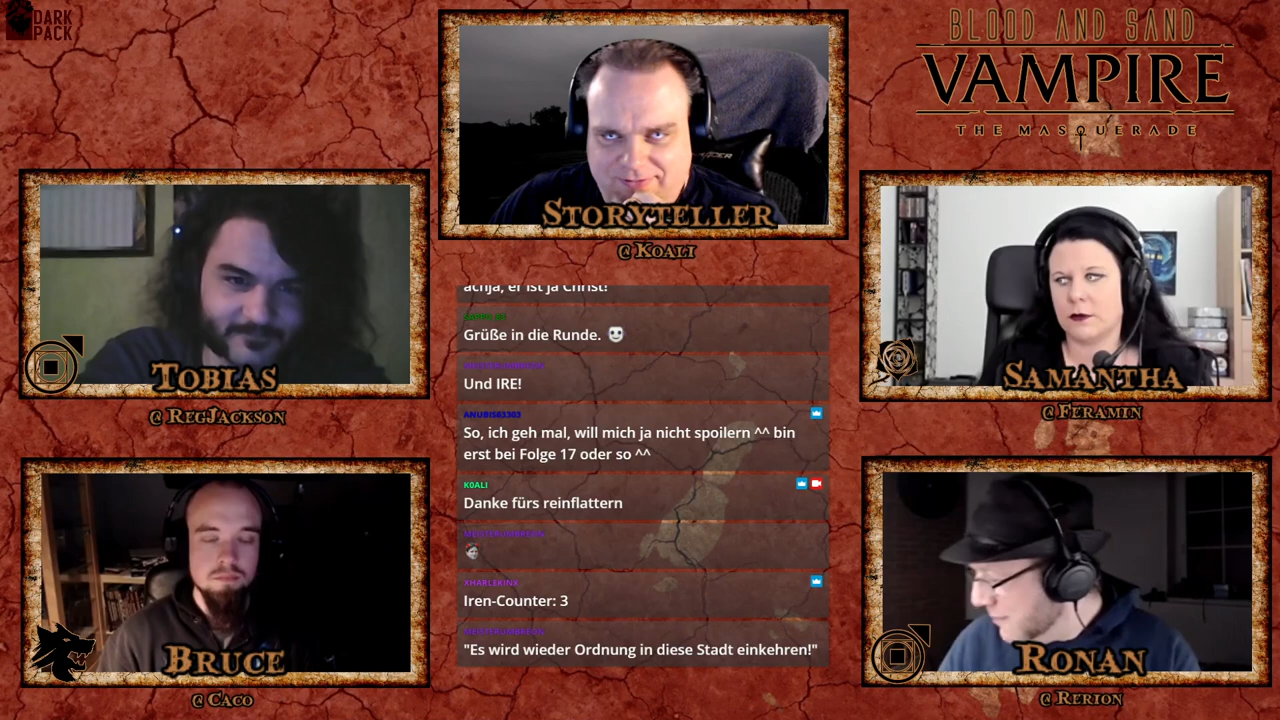 DARK
PACK
BLOOD AND SAND
VAMPIRE
THE MASQUERADE
STORYTELLER
@ KOALI
TOBIAS
@ REGJACKSON
SAMANTHA
@ FERAMIN
achja, er ist ja Christ!
Grüße in die Runde.
Und IRE!
ANUBIS83303
So, ich geh mal, will mich ja nicht spoilern ^^ bin
erst bei Folge 17 oder so ^^
K0ALI
Danke fürs reinflattern
XHARLEKINX
Iren-Counter: 3
"Es wird wieder Ordnung in diese Stadt einkehren!"
BRUCE
@ CACO
RONAN
@ RERION